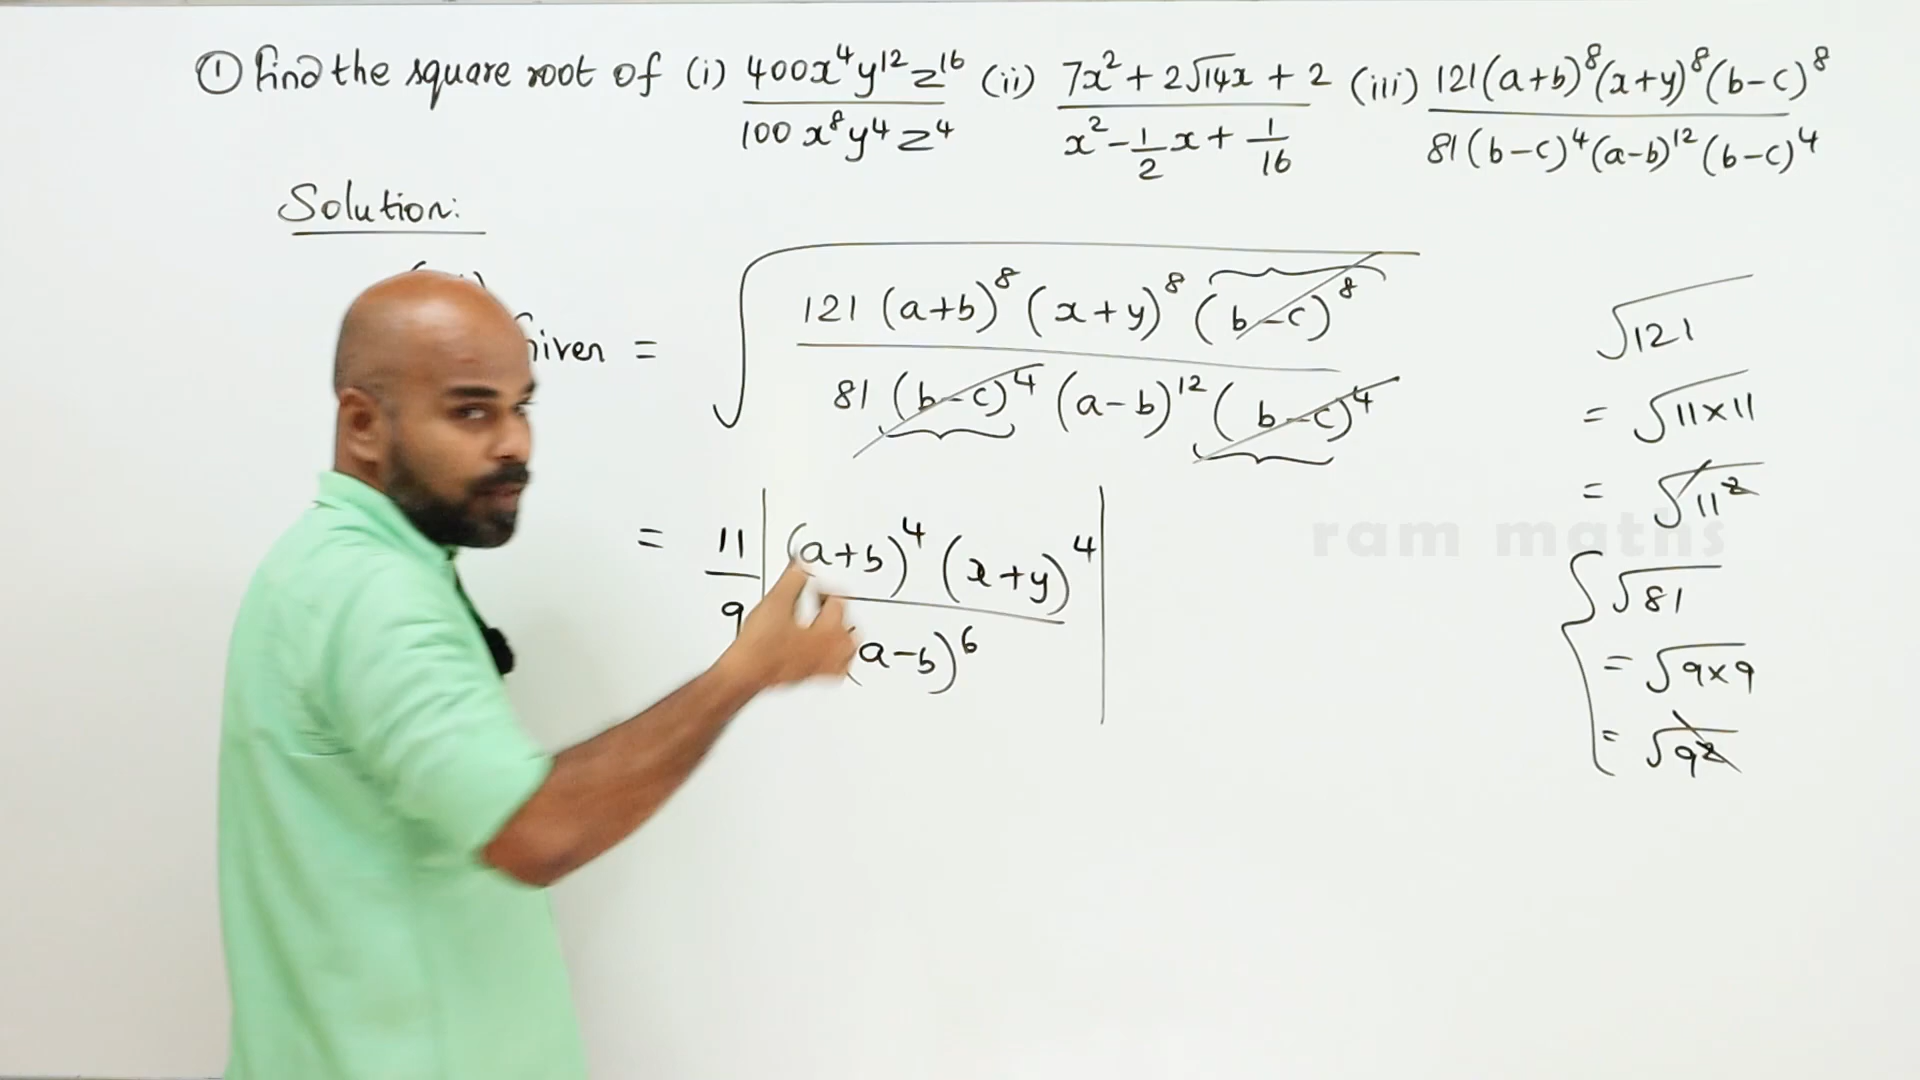 ① Find the square root of (i) 400x⁴y¹²z¹⁶ / 100x⁸y⁴z⁴ (ii) 7x² + 2√14x + 2 / x² - 1/2 x + 1/16 (iii) 121(a+b)⁸(x+y)⁸(b-c)⁸ / 81(b-c)⁴(a-b)¹²(b-c)⁴
Solution:
= √ 121 (a+b)⁸ (x+y)⁸ (b-c)⁸ / 81 (b-c)⁴ (a-b)¹² (b-c)⁴
= 11/9 | (a+b)⁴ (x+y)⁴ / (a-b)⁶ |
√121
= √11×11
= √11²
√81
= √9×9
= √9²
ram maths